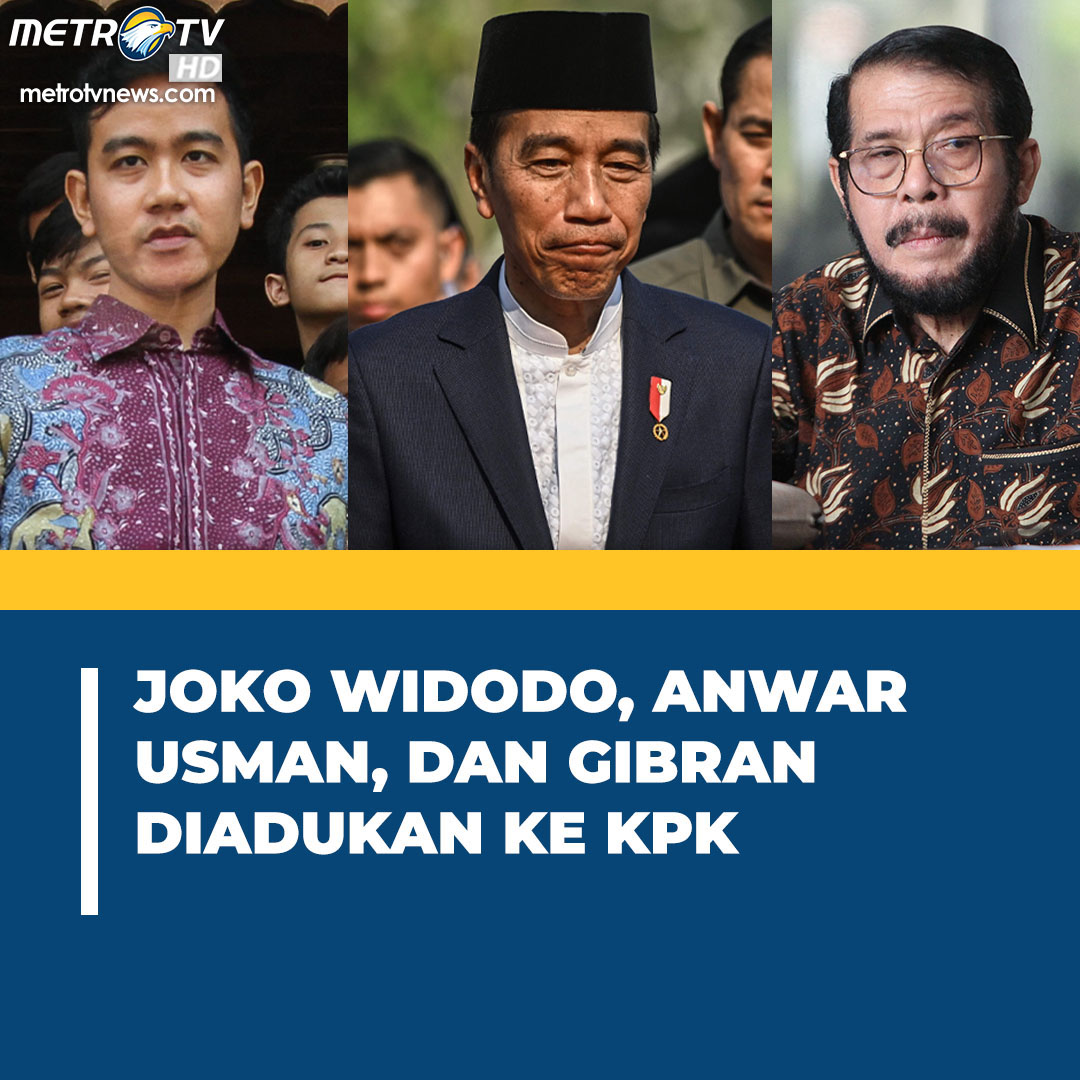 METRO TV
HD
metrotvnews.com
JOKO WIDODO, ANWAR
USMAN, DAN GIBRAN
DIADUKAN KE KPK